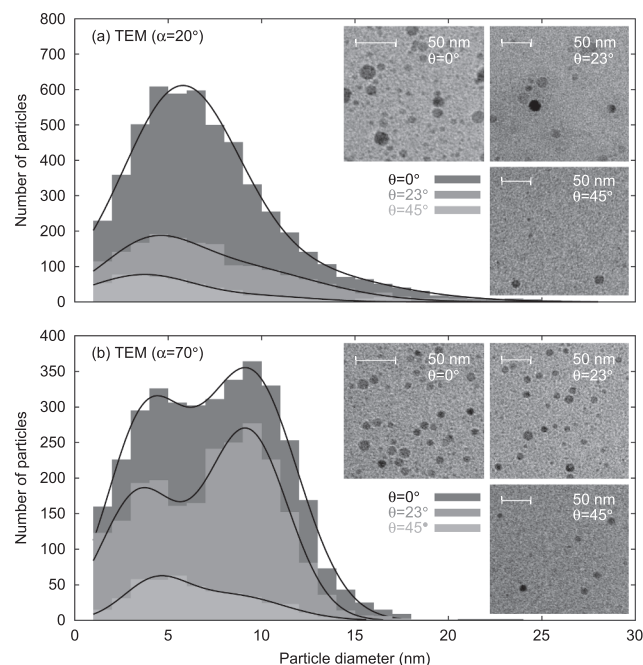 800
700
600
500
400
300
200
100
0
Number of particles
(a) TEM (α=20°)
50 nm
θ=0°
50 nm
θ=23°
50 nm
θ=45°
θ=0°
θ=23°
θ=45°
400
350
300
250
200
150
100
50
0
Number of particles
(b) TEM (α=70°)
50 nm
θ=0°
50 nm
θ=23°
50 nm
θ=45°
θ=0°
θ=23°
θ=45°
0 5 10 15 20 25 30
Particle diameter (nm)